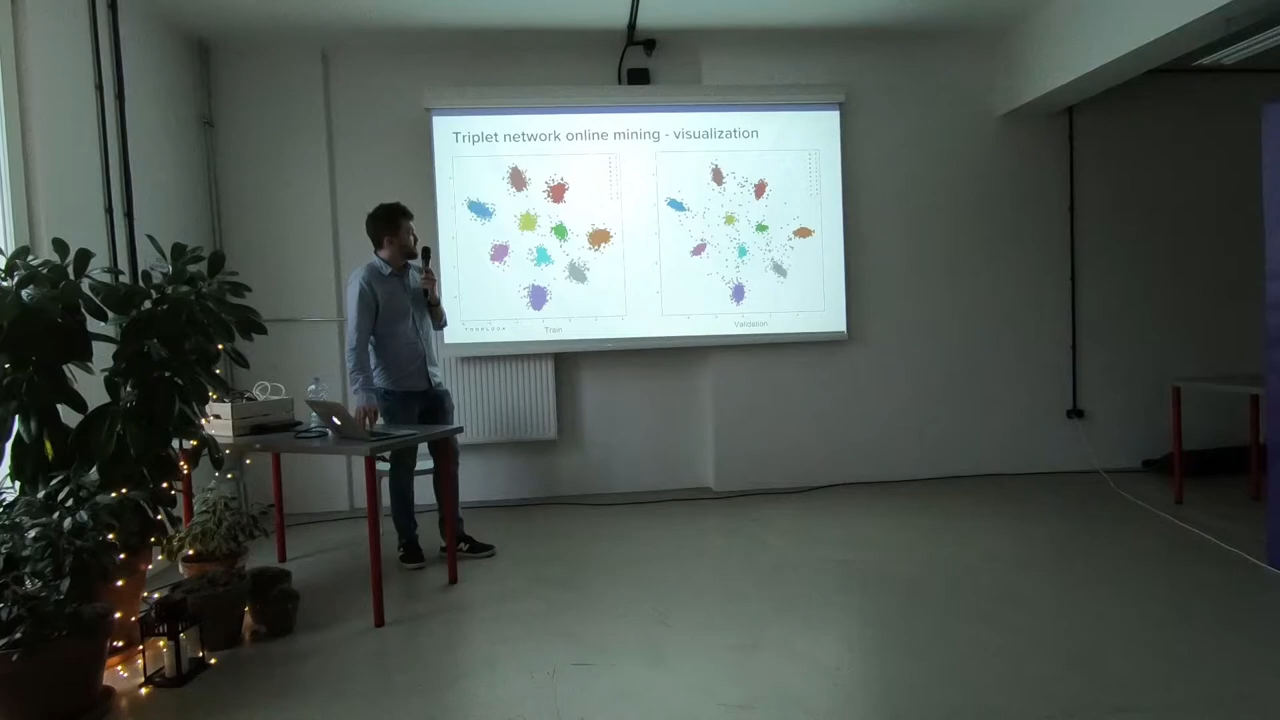 Triplet network online mining - visualization
Train
Validation